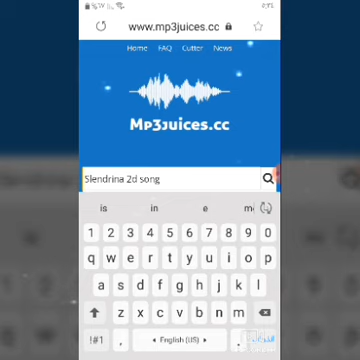 www.mp3juices.cc
Home FAQ Cutter News
Mp3juices.cc
Slendrina 2d song
is in e
1 2 3 4 5 6 7 8 9 0
q w e r t y u i o p
a s d f g h j k l
z x c v b n m
!#1 , English (US) .